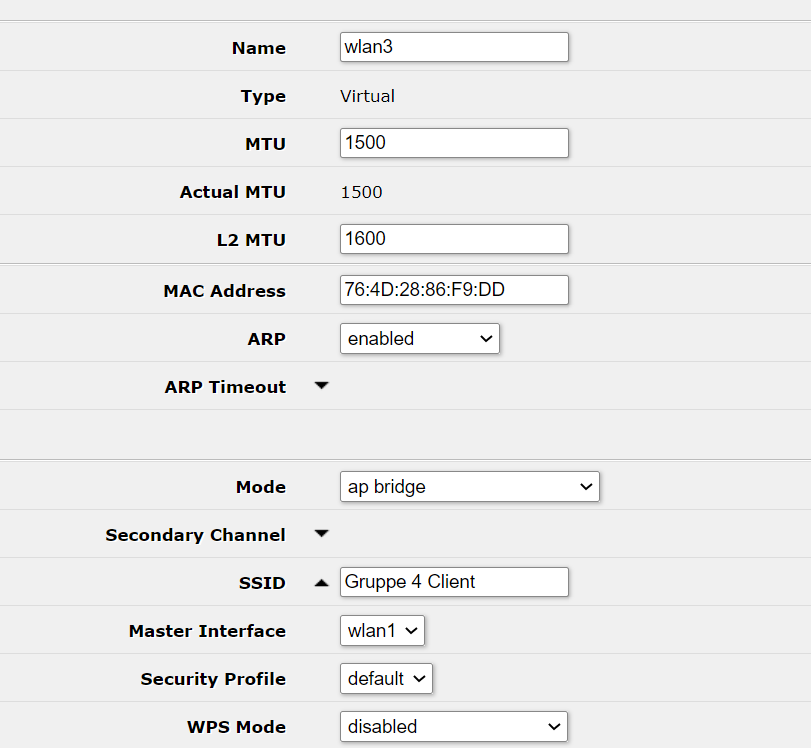 Name wlan3
Type Virtual
MTU 1500
Actual MTU 1500
L2 MTU 1600
MAC Address 76:4D:28:86:F9:DD
ARP enabled
ARP Timeout
Mode ap bridge
Secondary Channel
SSID Gruppe 4 Client
Master Interface wlan1
Security Profile default
WPS Mode disabled